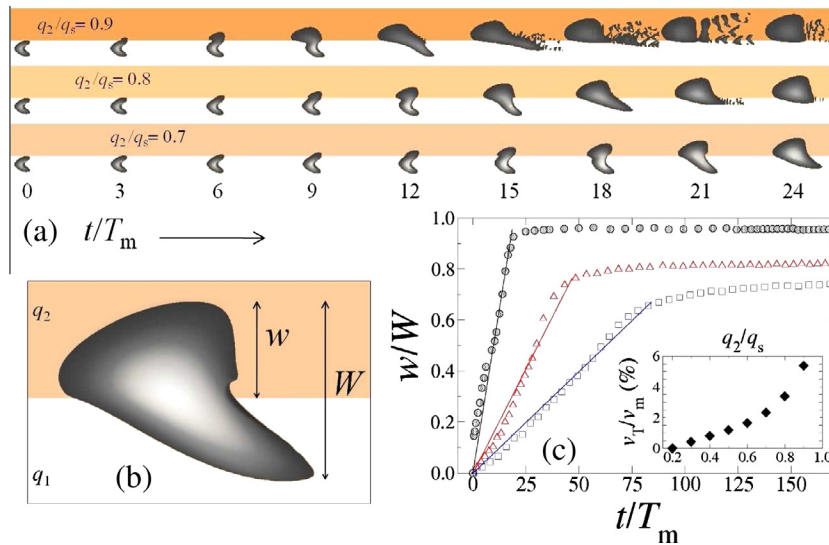 q₂/qₛ= 0.9
q₂/qₛ= 0.8
q₂/qₛ= 0.7
0 3 6 9 12 15 18 21 24
(a) t/Tₘ
q₂
w
W
q₁
(b)
1.0
0.8
0.6
0.4
0.2
0.0
w/W
(c)
q₂/qₛ
6
4
2
0
v_T/vₘ (%)
0.2 0.4 0.6 0.8 1.0
0 25 50 75 100 125 150
t/Tₘ